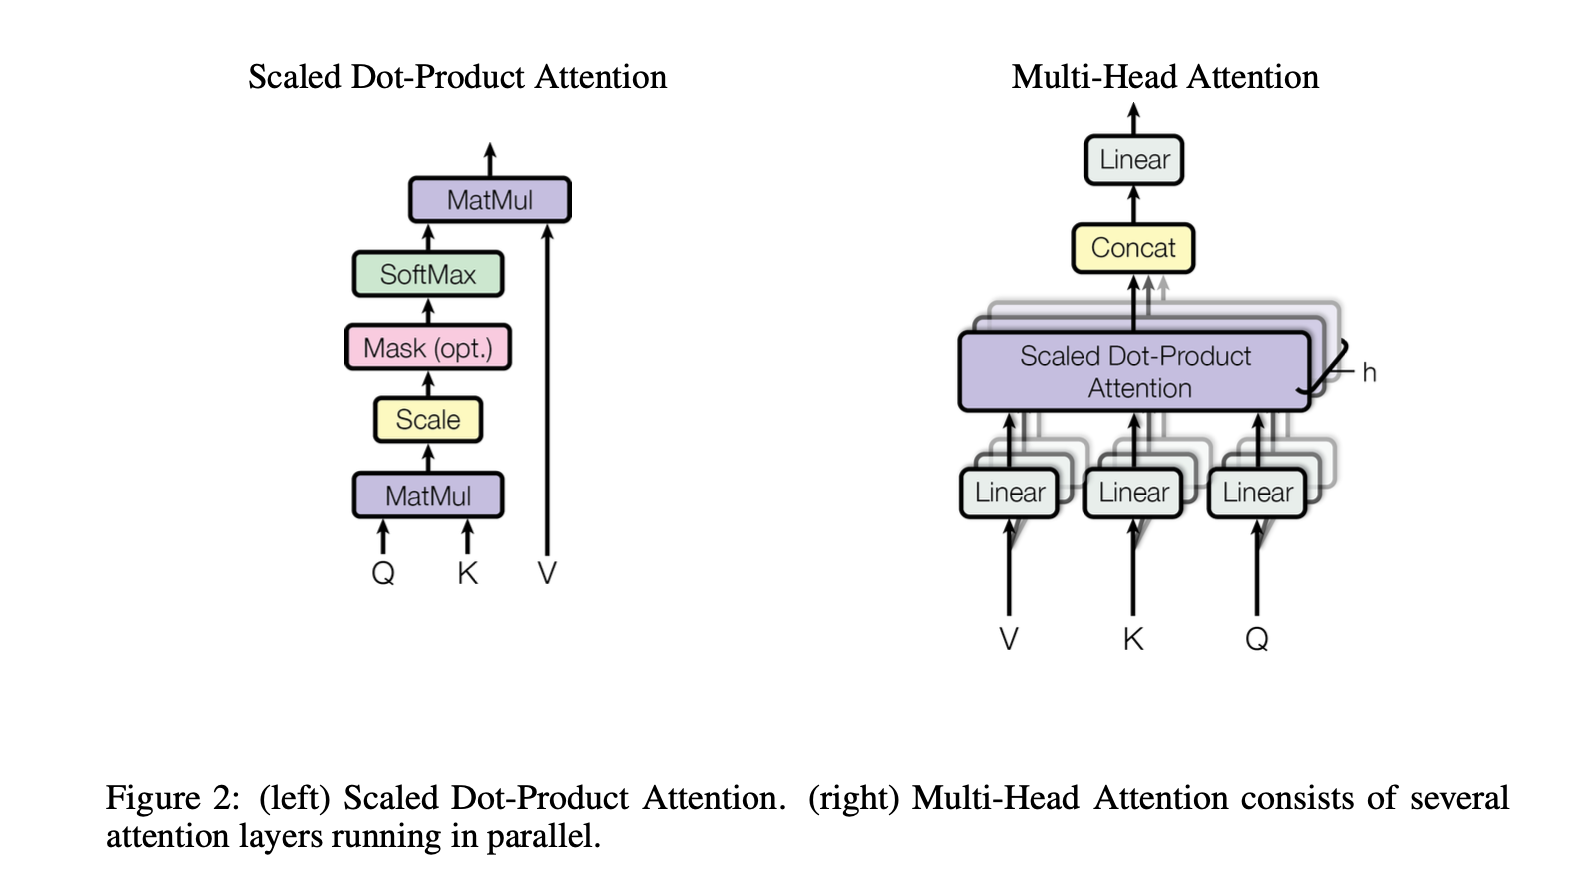 Scaled Dot-Product Attention
MatMul
SoftMax
Mask (opt.)
Scale
MatMul
Q K V
Multi-Head Attention
Linear
Concat
Scaled Dot-Product
Attention
h
Linear Linear Linear
V K Q
Figure 2: (left) Scaled Dot-Product Attention. (right) Multi-Head Attention consists of several
attention layers running in parallel.